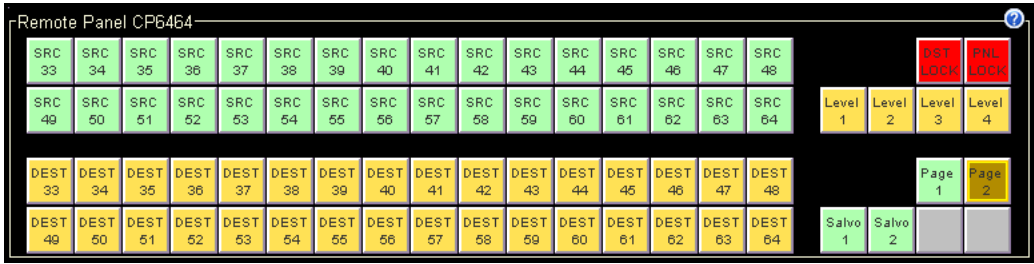 Remote Panel CP6464 ?
SRC SRC SRC SRC SRC SRC SRC SRC SRC SRC SRC SRC SRC SRC SRC SRC DST PNL
33 34 35 36 37 38 39 40 41 42 43 44 45 46 47 48 LOCK LOCK
SRC SRC SRC SRC SRC SRC SRC SRC SRC SRC SRC SRC SRC SRC SRC SRC Level Level Level Level
49 50 51 52 53 54 55 56 57 58 59 60 61 62 63 64 1 2 3 4
DEST DEST DEST DEST DEST DEST DEST DEST DEST DEST DEST DEST DEST DEST DEST DEST Page Page
33 34 35 36 37 38 39 40 41 42 43 44 45 46 47 48 1 2
DEST DEST DEST DEST DEST DEST DEST DEST DEST DEST DEST DEST DEST DEST DEST DEST Salvo Salvo
49 50 51 52 53 54 55 56 57 58 59 60 61 62 63 64 1 2